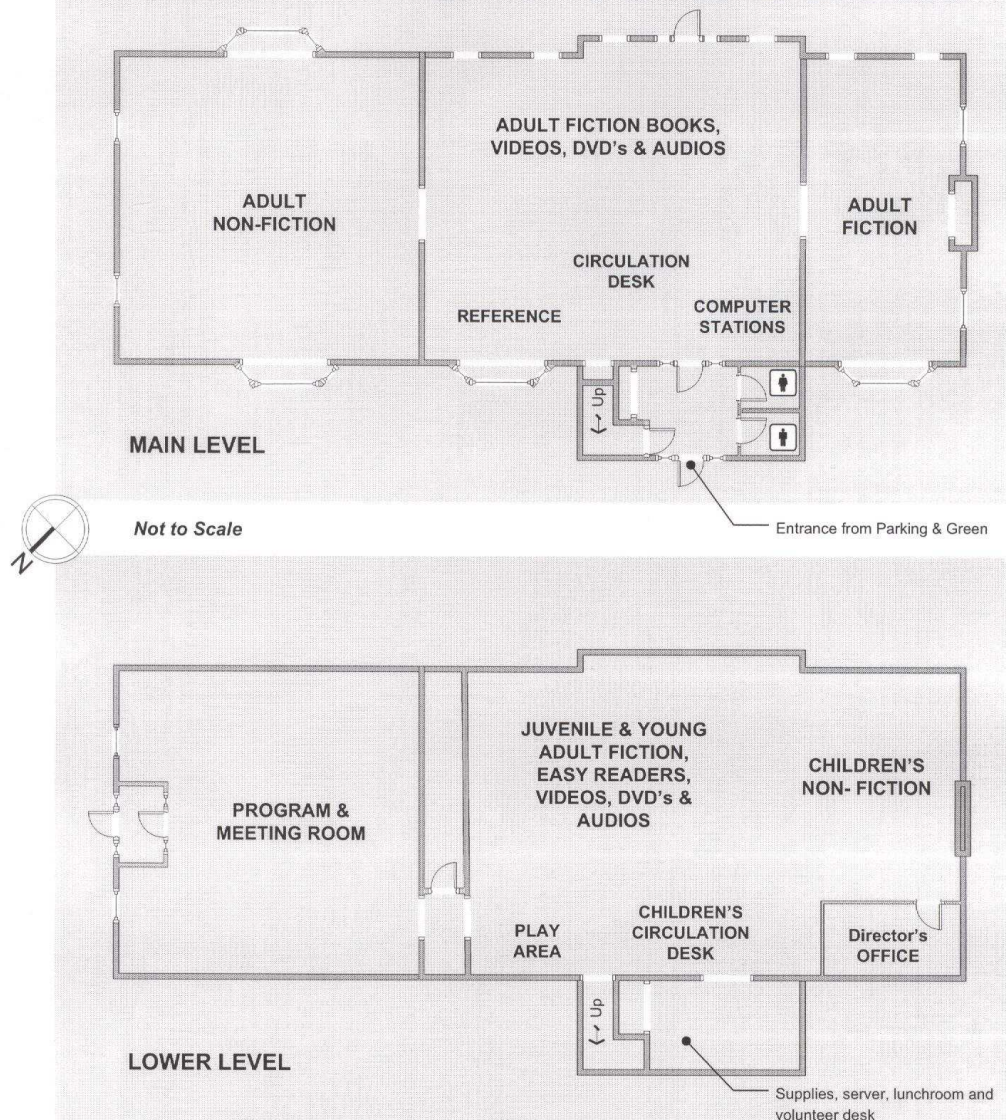 ADULT FICTION BOOKS,
VIDEOS, DVD's & AUDIOS
ADULT
NON-FICTION
ADULT
FICTION
CIRCULATION
DESK
REFERENCE
COMPUTER
STATIONS
Up
MAIN LEVEL
Entrance from Parking & Green
Not to Scale
N
JUVENILE & YOUNG
ADULT FICTION,
EASY READERS,
VIDEOS, DVD's &
AUDIOS
CHILDREN'S
NON- FICTION
PROGRAM &
MEETING ROOM
PLAY
AREA
CHILDREN'S
CIRCULATION
DESK
Director's
OFFICE
Up
LOWER LEVEL
Supplies, server, lunchroom and
volunteer desk